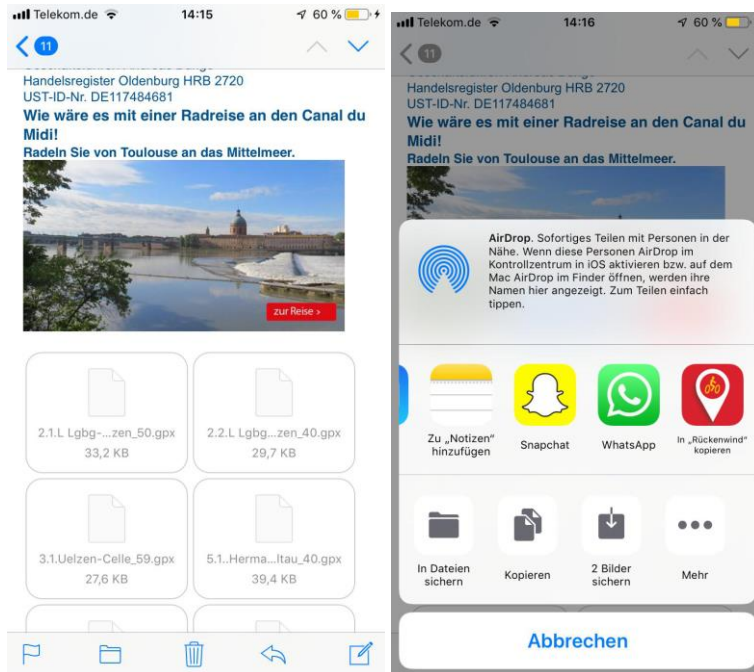 Telekom.de
14:15
60 %
11
Handelsregister Oldenburg HRB 2720
UST-ID-Nr. DE117484681
Wie wäre es mit einer Radreise an den Canal du
Midi!
Radeln Sie von Toulouse an das Mittelmeer.
zur Reise >
2.1.L Lgbg-...zen_50.gpx
33,2 KB
2.2.L Lgbg...zen_40.gpx
29,7 KB
3.1.Uelzen-Celle_59.gpx
27,6 KB
5.1..Herma...ltau_40.gpx
39,4 KB
Telekom.de
14:16
60 %
11
Handelsregister Oldenburg HRB 2720
UST-ID-Nr. DE117484681
Wie wäre es mit einer Radreise an den Canal du
Midi!
Radeln Sie von Toulouse an das Mittelmeer.
AirDrop. Sofortiges Teilen mit Personen in der
Nähe. Wenn diese Personen AirDrop im
Kontrollzentrum in iOS aktivieren bzw. auf dem
Mac AirDrop im Finder öffnen, werden ihre
Namen hier angezeigt. Zum Teilen einfach
tippen.
Zu „Notizen"
hinzufügen
Snapchat
WhatsApp
In „Rückenwind"
kopieren
In Dateien
sichern
Kopieren
2 Bilder
sichern
Mehr
Abbrechen